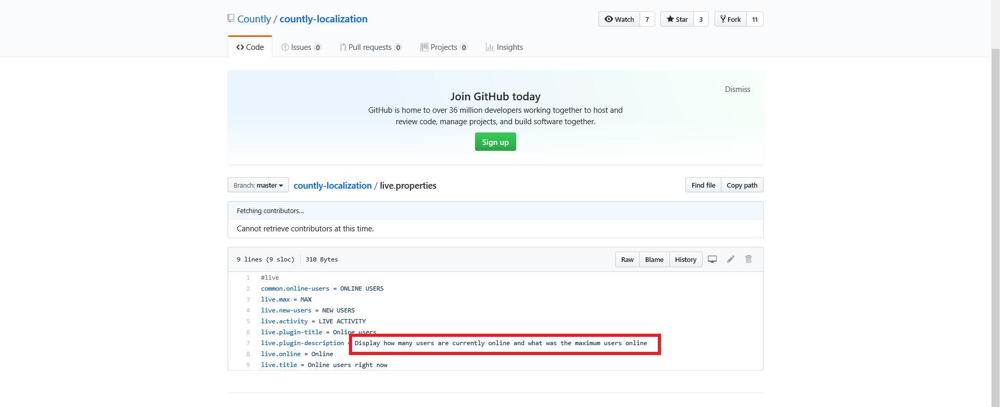 Countly / countly-localization
Watch 7 Star 3 Fork 11
Code Issues 0 Pull requests 0 Projects 0 Insights
Dismiss
Join GitHub today
GitHub is home to over 36 million developers working together to host and
review code, manage projects, and build software together.
Sign up
Branch: master countly-localization / live.properties Find file Copy path
Fetching contributors...
Cannot retrieve contributors at this time.
9 lines (9 sloc) 310 Bytes Raw Blame History
1 #live
2 common.online-users = ONLINE USERS
3 live.max = MAX
4 live.new-users = NEW USERS
5 live.activity = LIVE ACTIVITY
6 live.plugin-title = Online users
7 live.plugin-description = Display how many users are currently online and what was the maximum users online
8 live.online = Online
9 live.title = Online users right now